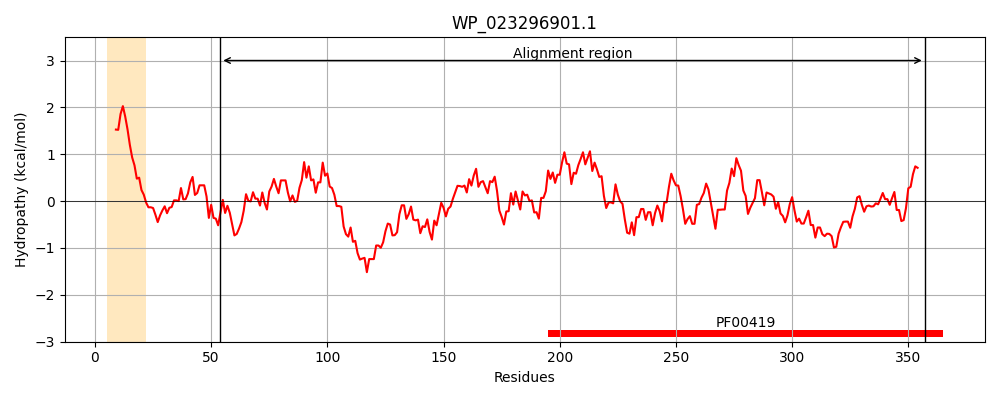 WP_023296901.1
Alignment region
Hydropathy (kcal/mol)
3
2
1
0
−1
−2
−3
PF00419
0 50 100 150 200 250 300 350
Residues